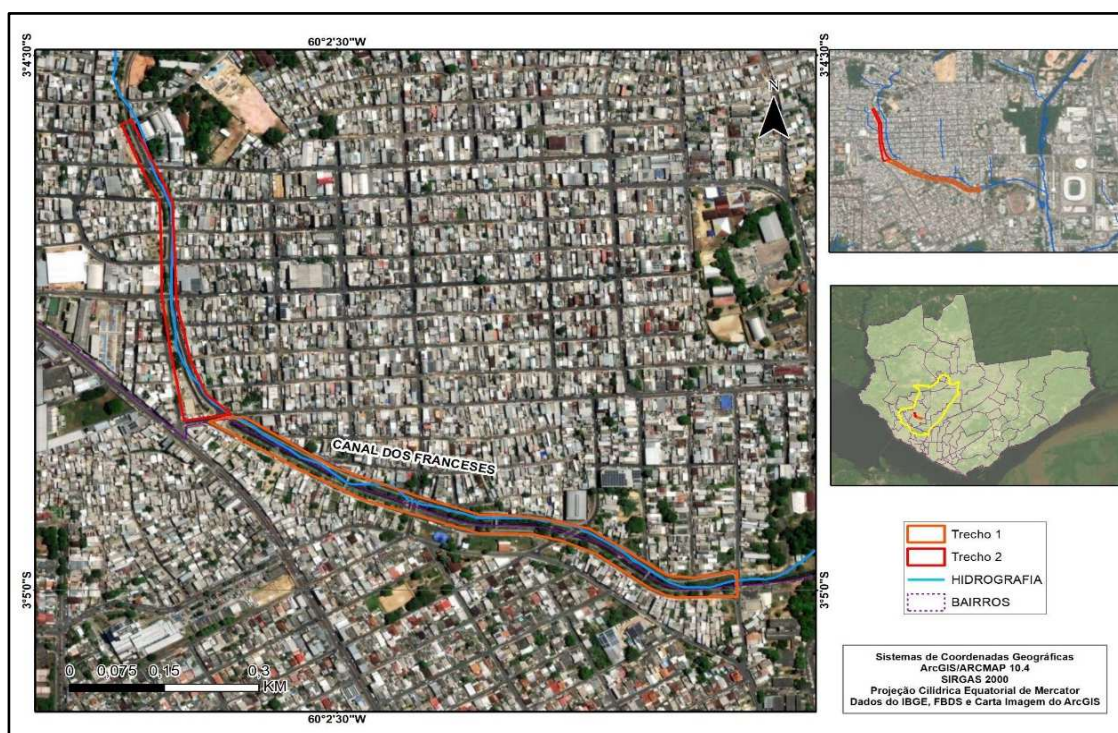 60°2'30"W
3°4'30"S
3°4'30"S
N
CANAL DOS FRANCESES
3°5'0"S
3°5'0"S
0 0,075 0,15 0,3
KM
60°2'30"W
Trecho 1
Trecho 2
HIDROGRAFIA
BAIRROS
Sistemas de Coordenadas Geográficas
ArcGIS/ARCMAP 10.4
SIRGAS 2000
Projeção Cilídrica Equatorial de Mercator
Dados do IBGE, FBDS e Carta Imagem do ArcGIS